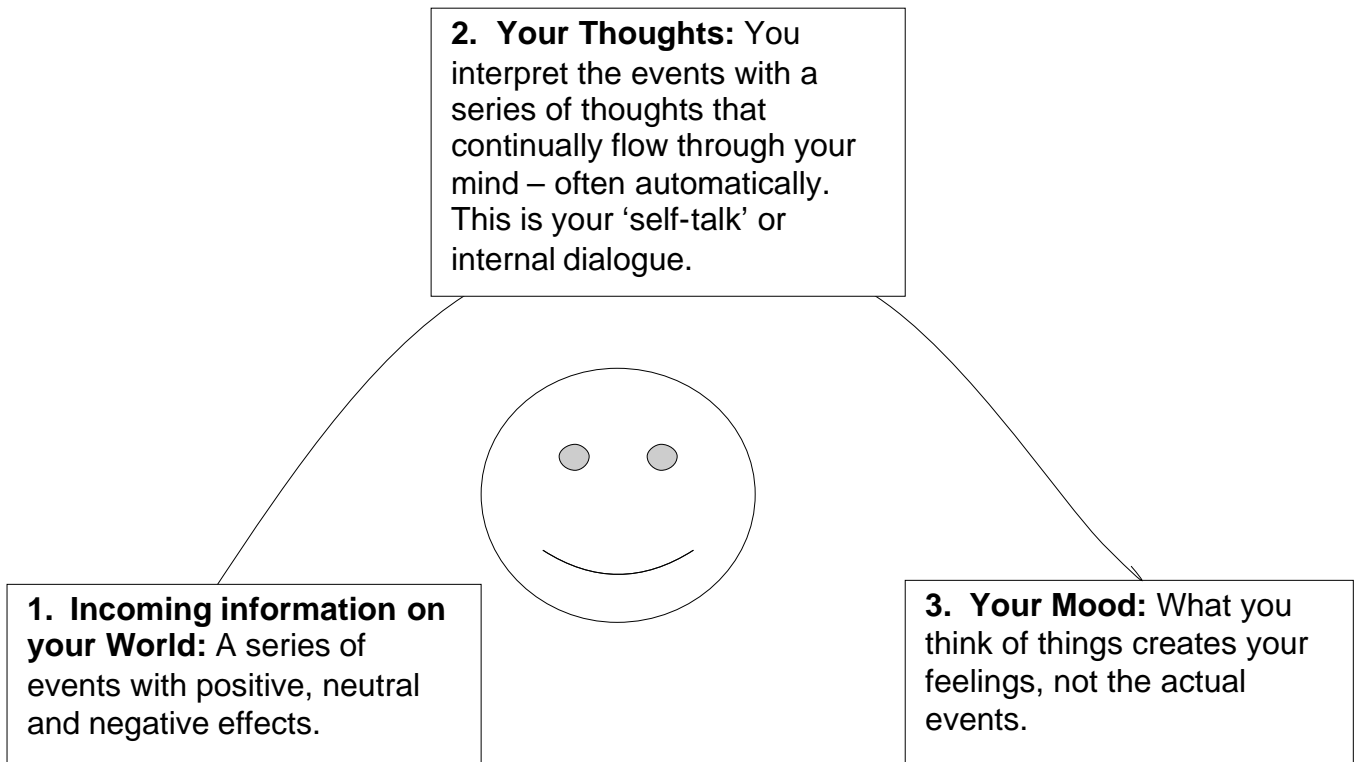 2. Your Thoughts: You
interpret the events with a
series of thoughts that
continually flow through your
mind – often automatically.
This is your ‘self-talk’ or
internal dialogue.
1. Incoming information on
your World: A series of
events with positive, neutral
and negative effects.
3. Your Mood: What you
think of things creates your
feelings, not the actual
events.